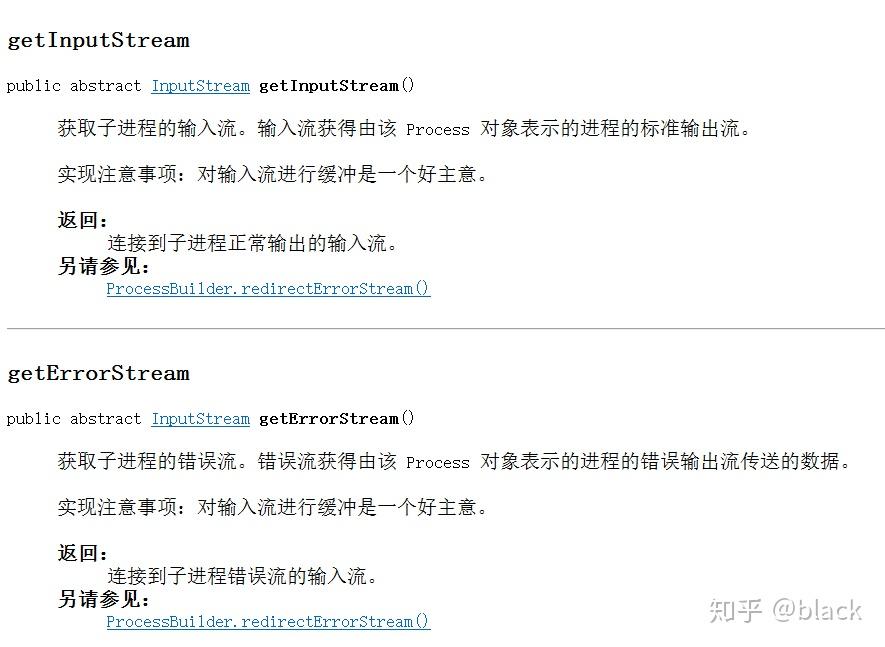 getInputStream
public abstract InputStream getInputStream()
获取子进程的输入流。输入流获得由该 Process 对象表示的进程的标准输出流。
实现注意事项：对输入流进行缓冲是一个好主意。
返回：
连接到子进程正常输出的输入流。
另请参见：
ProcessBuilder.redirectErrorStream()
getErrorStream
public abstract InputStream getErrorStream()
获取子进程的错误流。错误流获得由该 Process 对象表示的进程的错误输出流传送的数据。
实现注意事项：对输入流进行缓冲是一个好主意。
返回：
连接到子进程错误流的输入流。
另请参见：
ProcessBuilder.redirectErrorStream()
知乎 @black